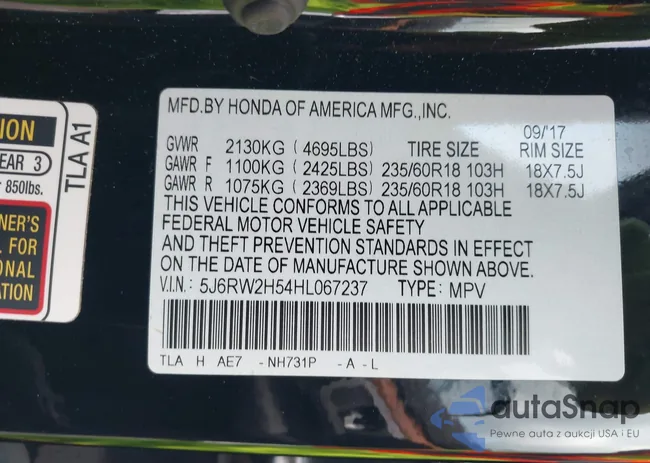 ION
EAR 3
850lbs.
NER'S
L FOR
ONAL
ATION
TLA A1
MFD.BY HONDA OF AMERICA MFG.,INC.
09/'17
GVWR 2130KG ( 4695LBS) TIRE SIZE RIM SIZE
GAWR F 1100KG ( 2425LBS) 235/60R18 103H 18X7.5J
GAWR R 1075KG ( 2369LBS) 235/60R18 103H 18X7.5J
THIS VEHICLE CONFORMS TO ALL APPLICABLE
FEDERAL MOTOR VEHICLE SAFETY
AND THEFT PREVENTION STANDARDS IN EFFECT
ON THE DATE OF MANUFACTURE SHOWN ABOVE.
V.I.N.: 5J6RW2H54HL067237 TYPE: MPV
TLA H AE7 - NH731P - A - L
autaSnap
Pewne auta z aukcji USA i EU